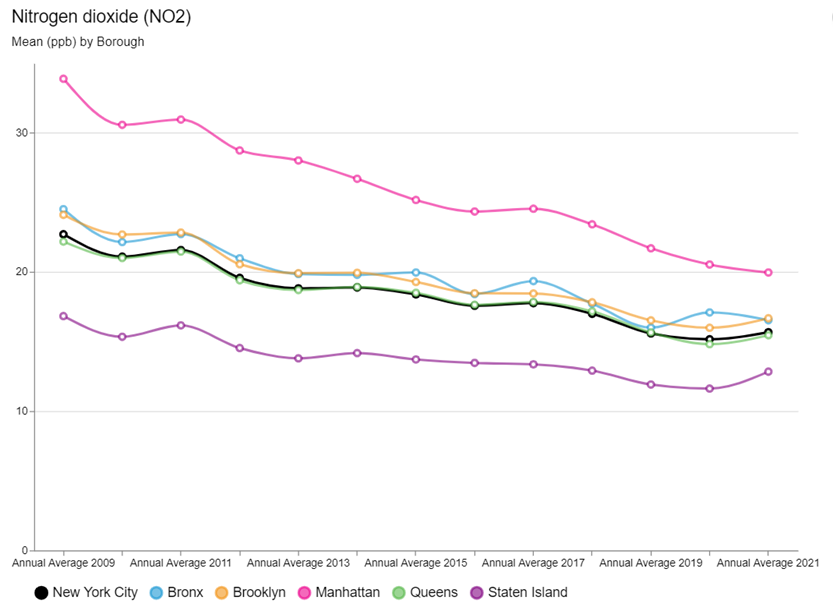 Nitrogen dioxide (NO2)
Mean (ppb) by Borough
30
20
10
0
Annual Average 2009 Annual Average 2011 Annual Average 2013 Annual Average 2015 Annual Average 2017 Annual Average 2019 Annual Average 2021
New York City Bronx Brooklyn Manhattan Queens Staten Island